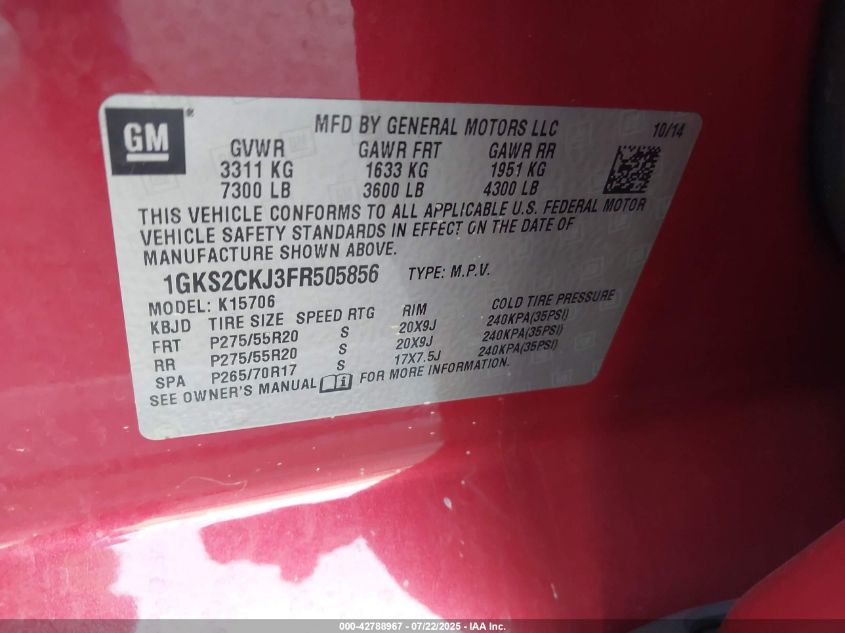 GM ®
MFD BY GENERAL MOTORS LLC 10/14
GVWR GAWR FRT GAWR RR
3311 KG 1633 KG 1951 KG
7300 LB 3600 LB 4300 LB
THIS VEHICLE CONFORMS TO ALL APPLICABLE U.S. FEDERAL MOTOR
VEHICLE SAFETY STANDARDS IN EFFECT ON THE DATE OF
MANUFACTURE SHOWN ABOVE.
1GKS2CKJ3FR505856 TYPE: M.P.V.
MODEL: K15706
KBJD TIRE SIZE SPEED RTG RIM COLD TIRE PRESSURE
FRT P275/55R20 S 20X9J 240KPA(35PSI)
RR P275/55R20 S 20X9J 240KPA(35PSI)
SPA P265/70R17 S 17X7.5J 240KPA(35PSI)
SEE OWNER'S MANUAL FOR MORE INFORMATION.
000-42788967 - 07/22/2025 - IAA Inc.